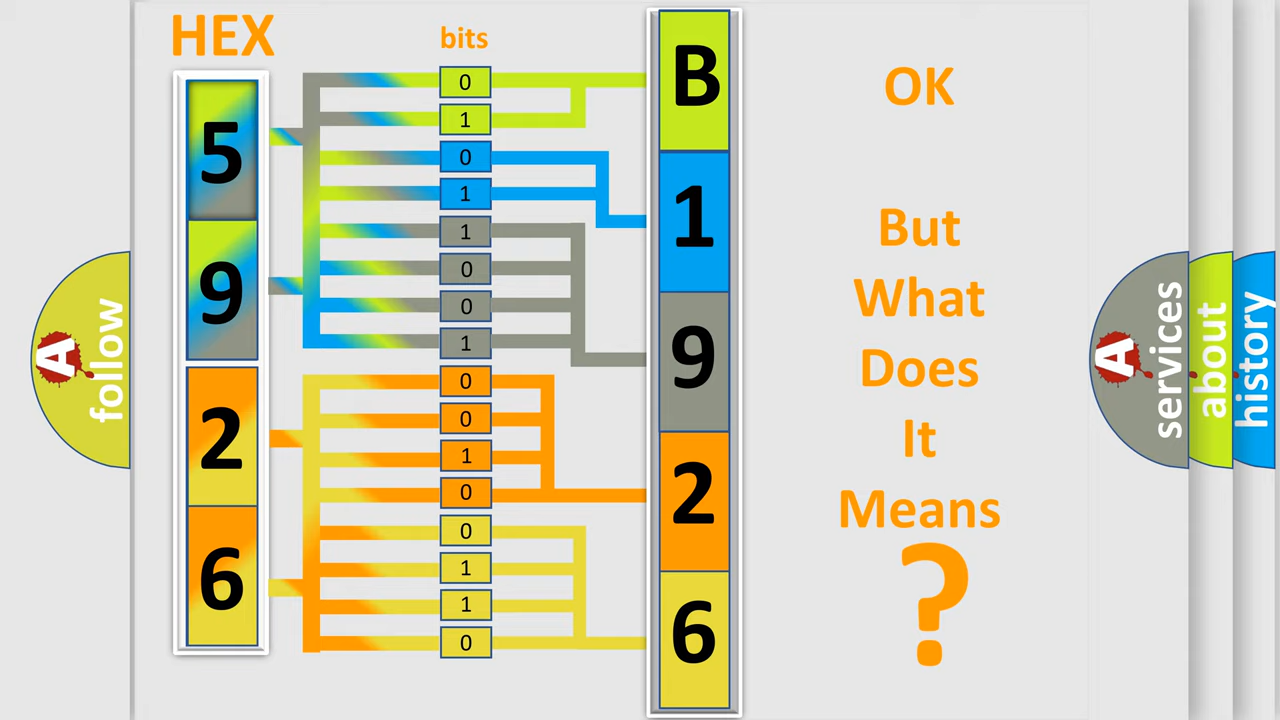 HEX
bits
5
9
2
6
0
1
0
1
1
0
0
1
0
0
1
0
0
1
1
0
B
1
9
2
6
OK
But
What
Does
It
Means
?
A
follow
A
services
about
history